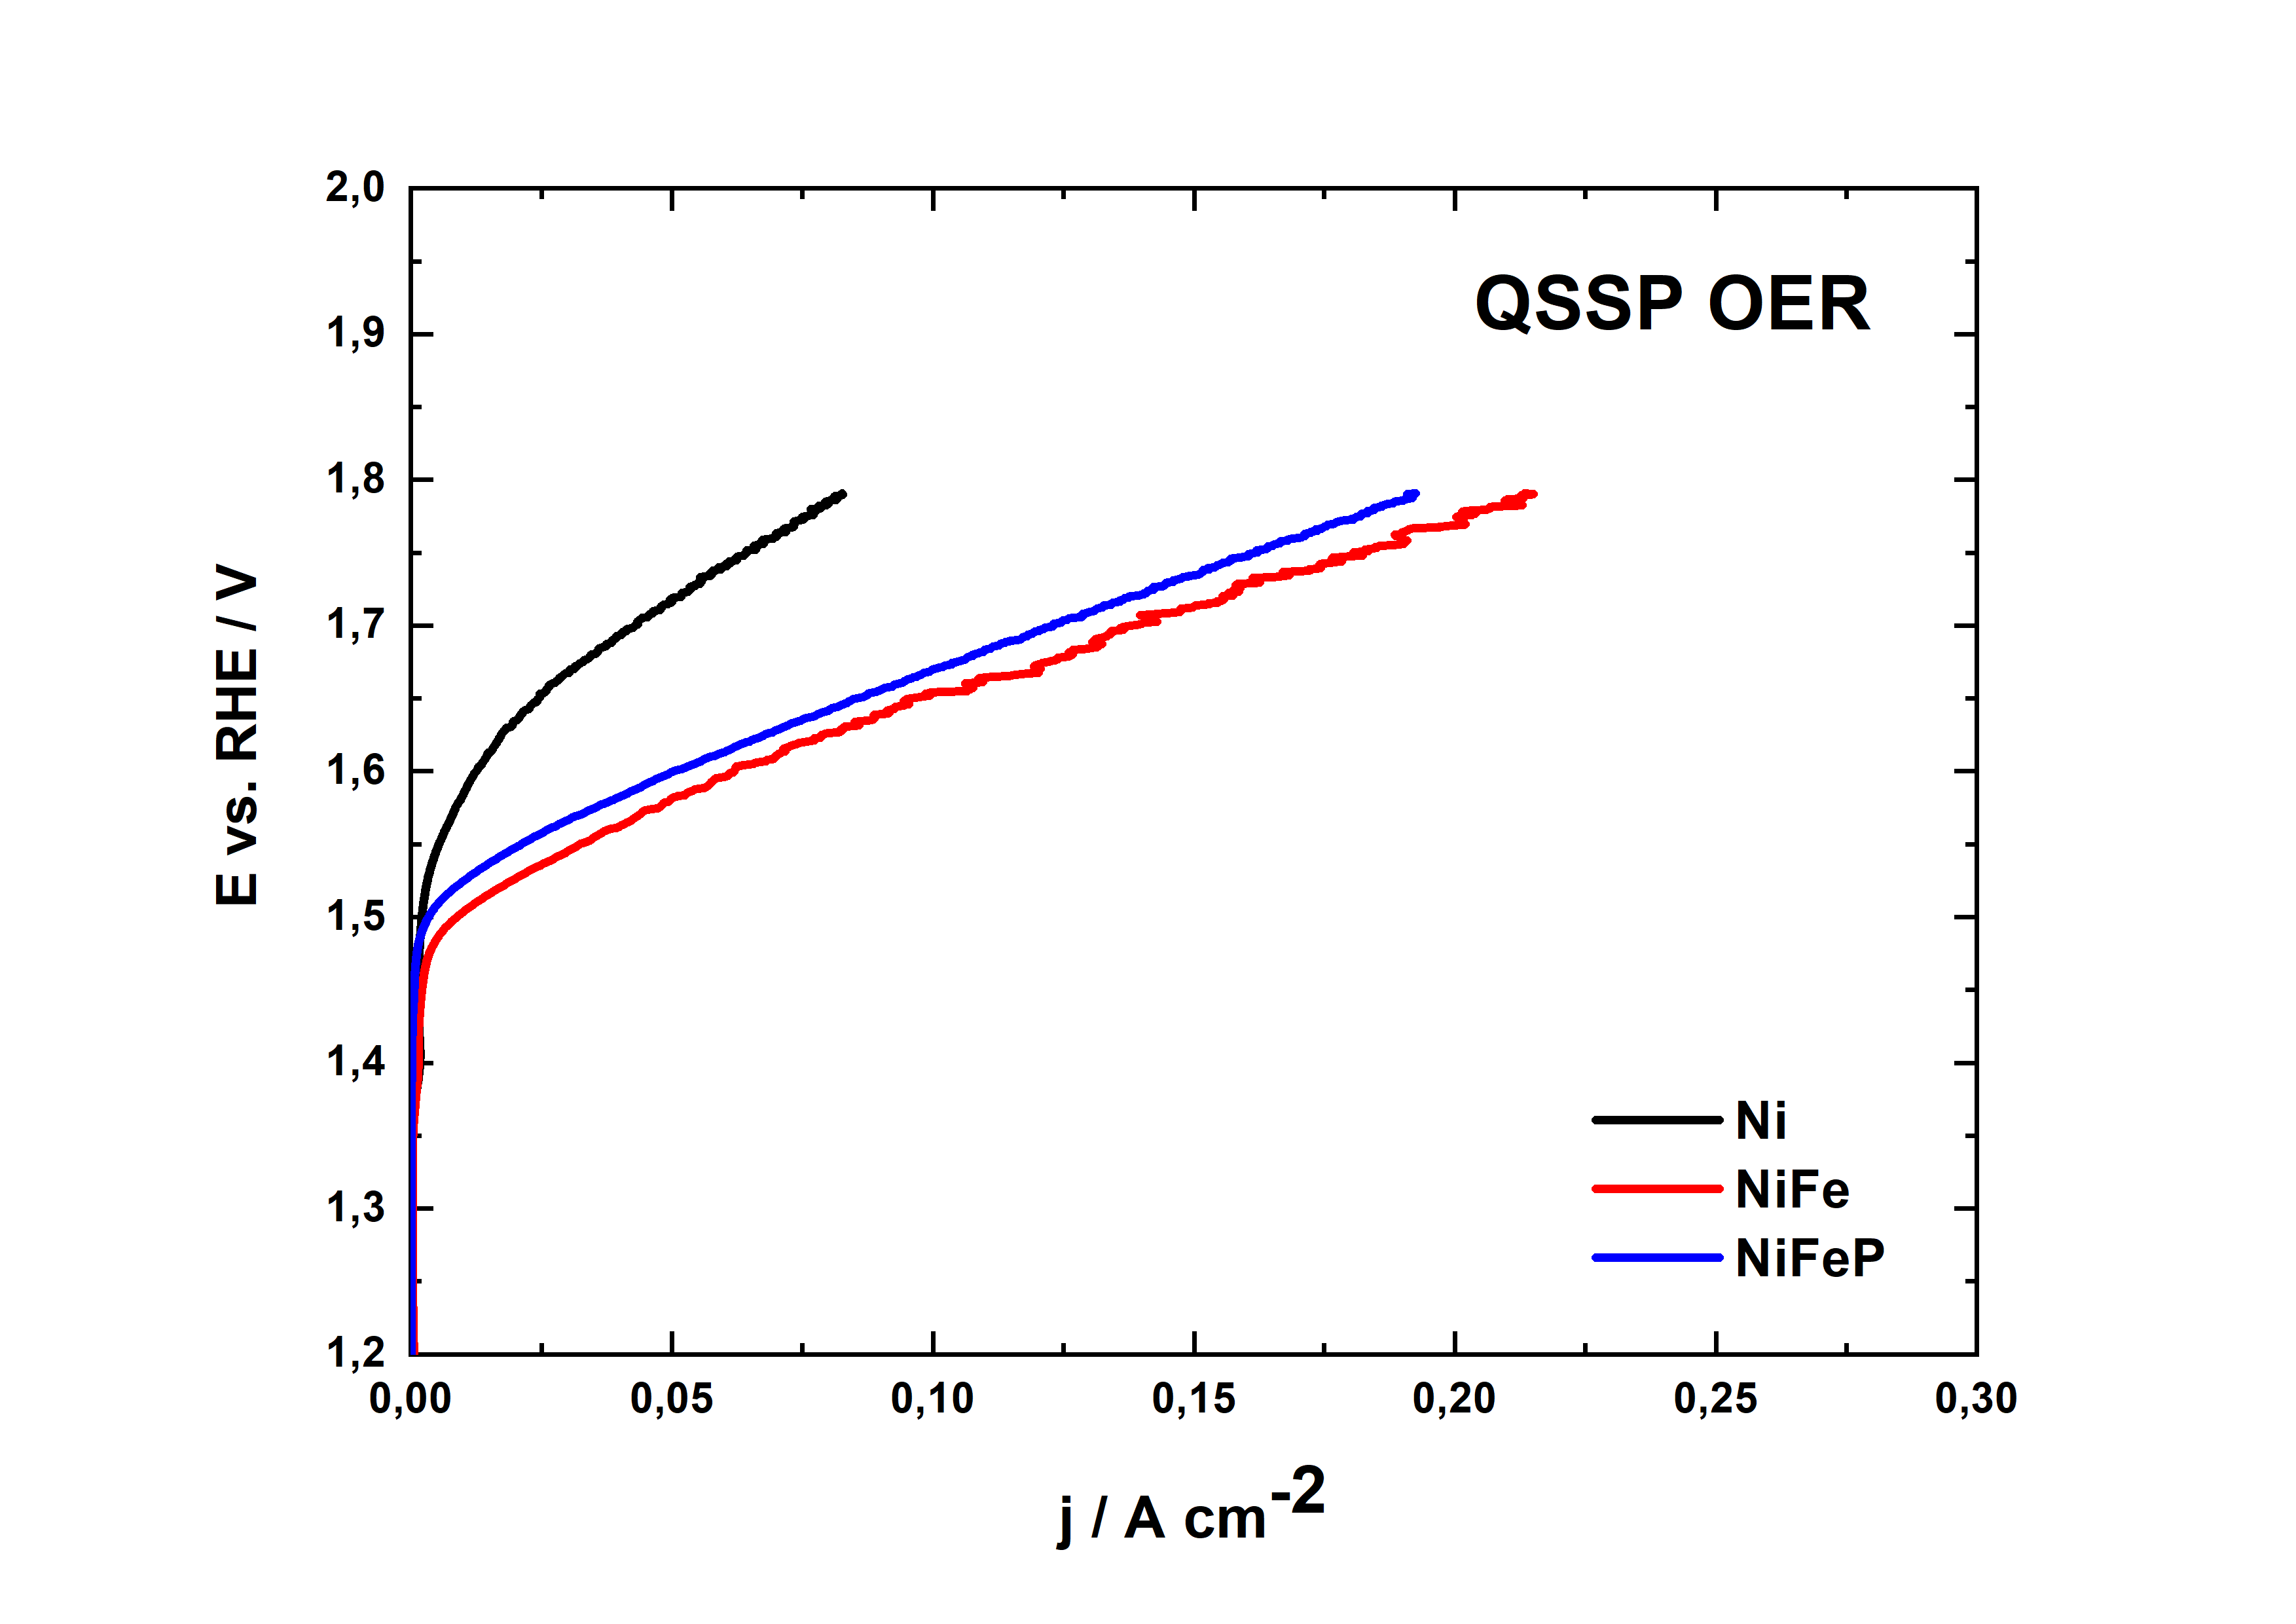 2,0
1,9
1,8
1,7
1,6
1,5
1,4
1,3
1,2
E vs. RHE / V
QSSP OER
Ni
NiFe
NiFeP
0,00 0,05 0,10 0,15 0,20 0,25 0,30
j / A cm-2